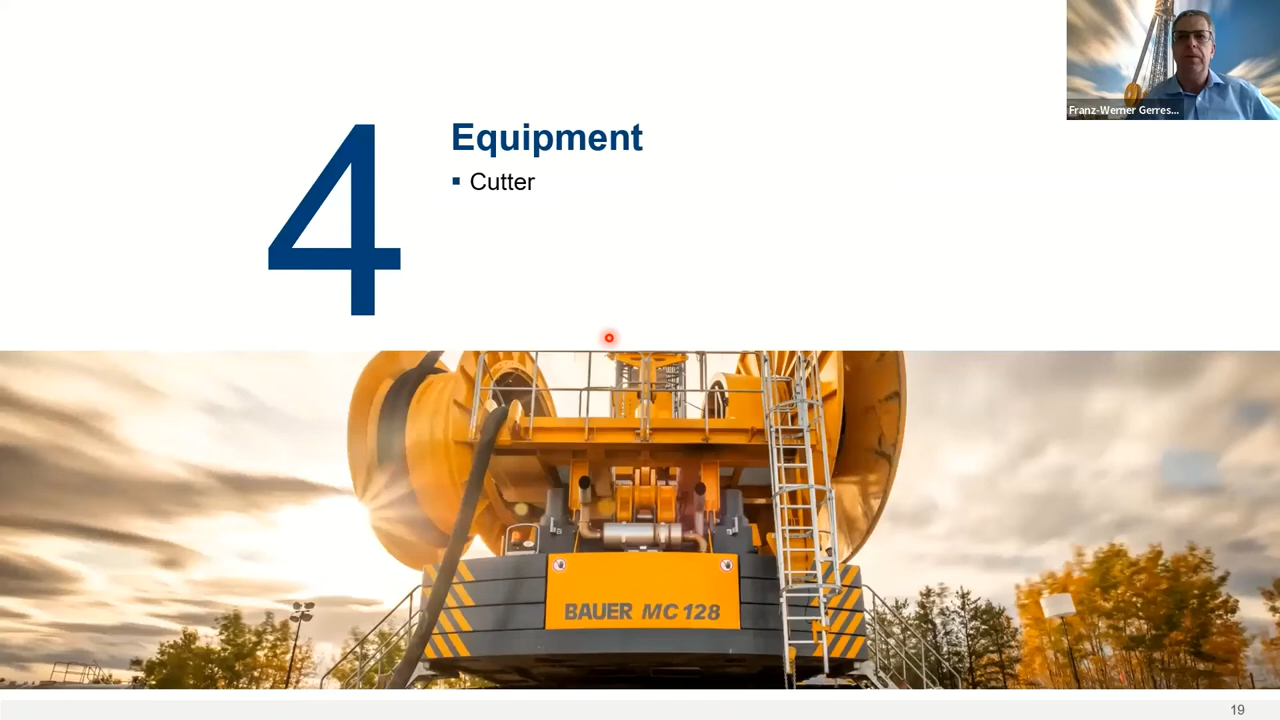 4
Equipment
▪ Cutter
Franz-Werner Gerres...
BAUER MC 128
19